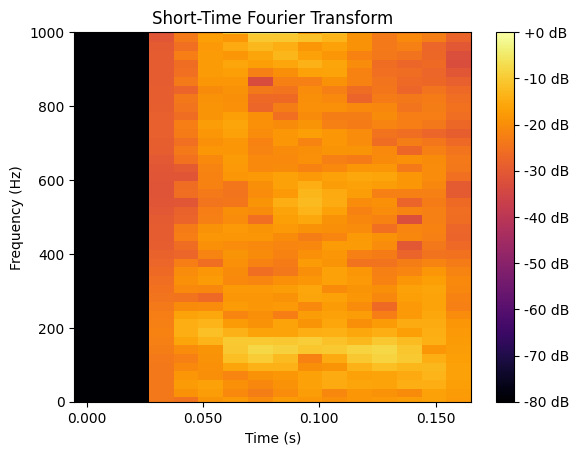 Short-Time Fourier Transform
Frequency (Hz)
1000
800
600
400
200
0
0.000 0.050 0.100 0.150
Time (s)
+0 dB
-10 dB
-20 dB
-30 dB
-40 dB
-50 dB
-60 dB
-70 dB
-80 dB